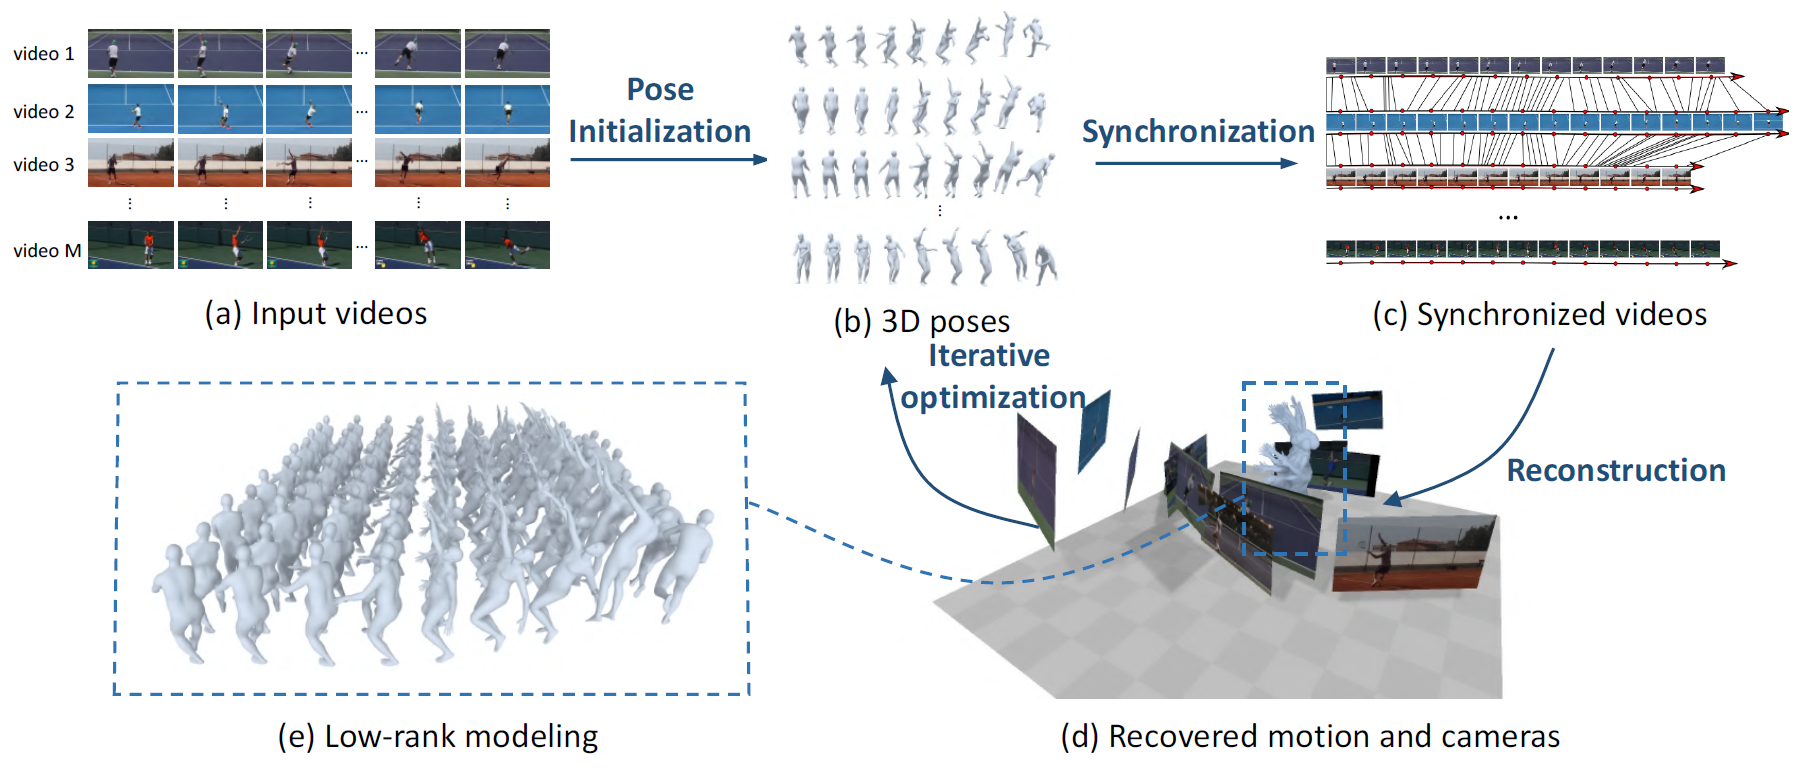 video 1
video 2
video 3
video M
...
...
...
...
...
Pose
Initialization
Synchronization
...
(a) Input videos
(b) 3D poses
(c) Synchronized videos
Iterative
optimization
Reconstruction
(e) Low-rank modeling
(d) Recovered motion and cameras